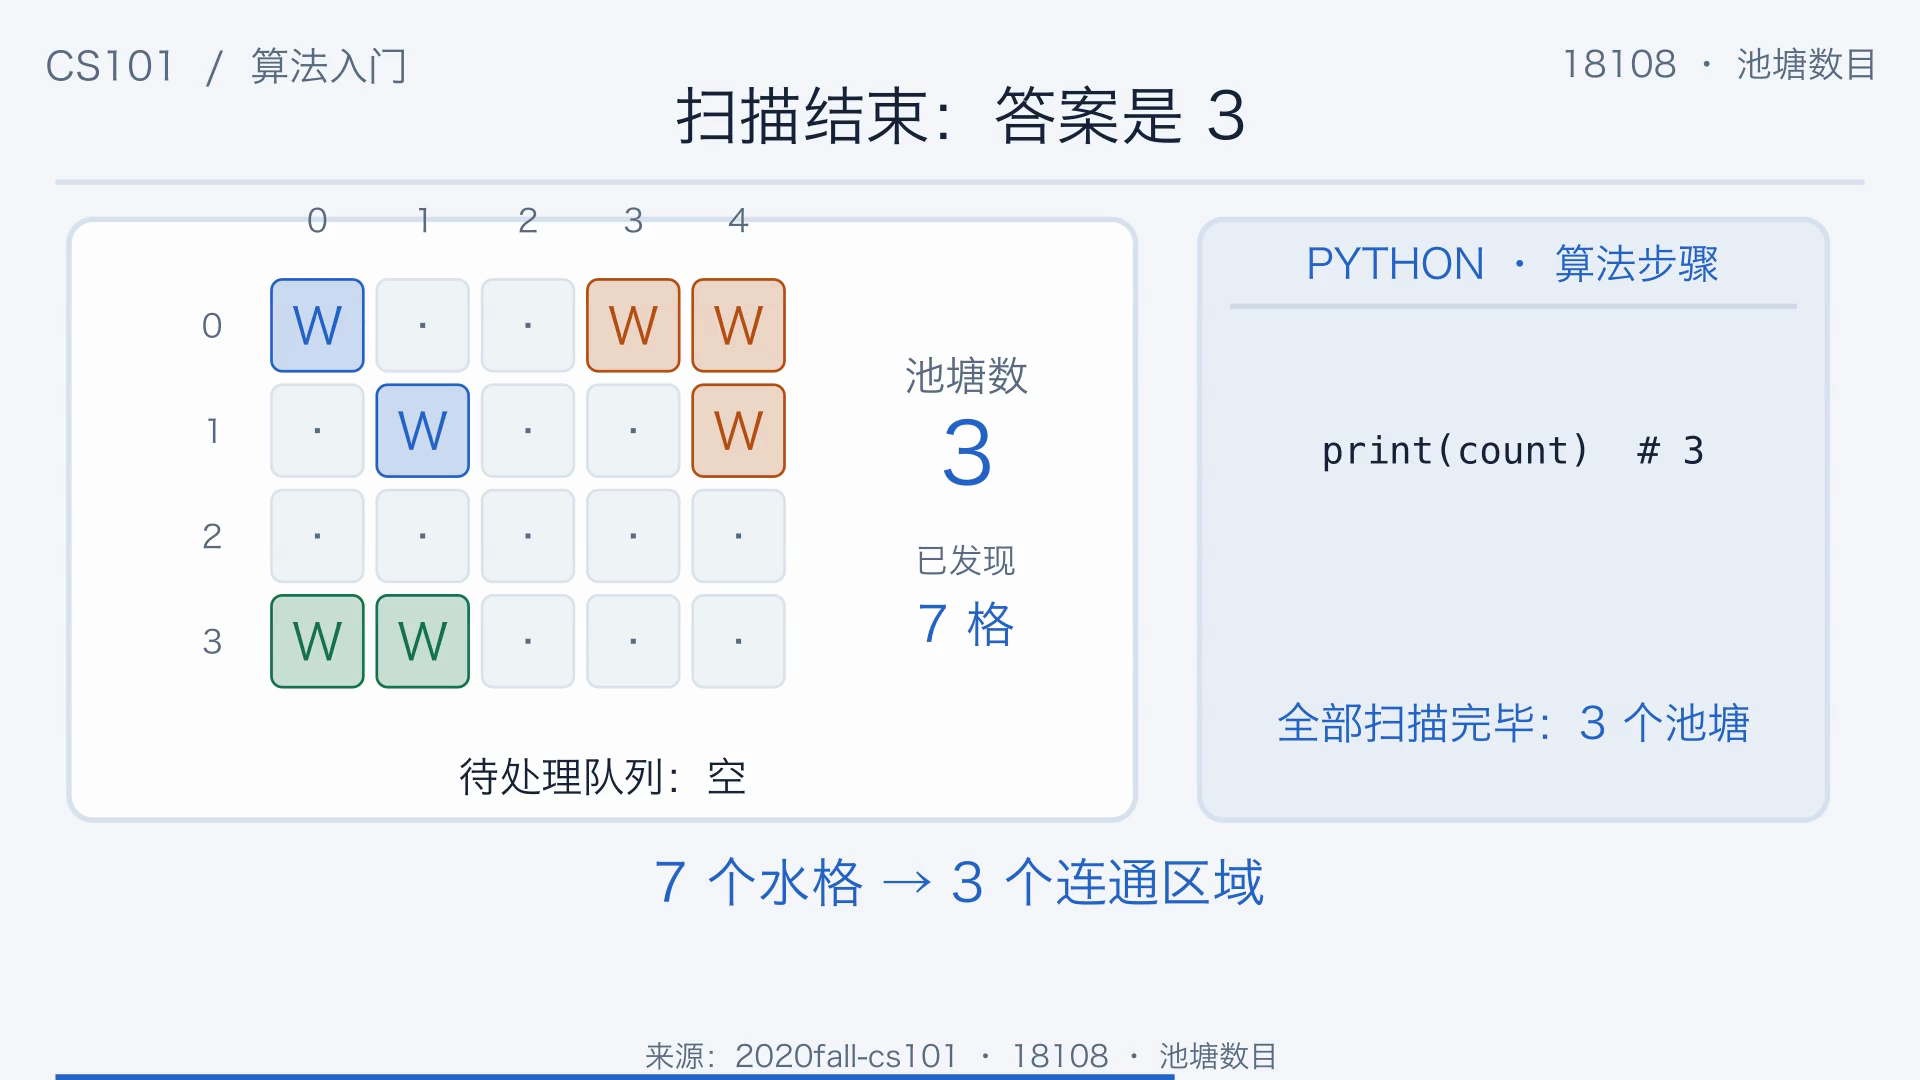 CS101 / 算法入门
18108 · 池塘数目
扫描结束：答案是 3
0 1 2 3 4
0 W · · W W
1 · W · · W
2 · · · · ·
3 W W · · ·
池塘数
3
已发现
7 格
待处理队列：空
PYTHON · 算法步骤
print(count)  # 3
全部扫描完毕：3 个池塘
7 个水格 → 3 个连通区域
来源：2020fall-cs101 · 18108 · 池塘数目